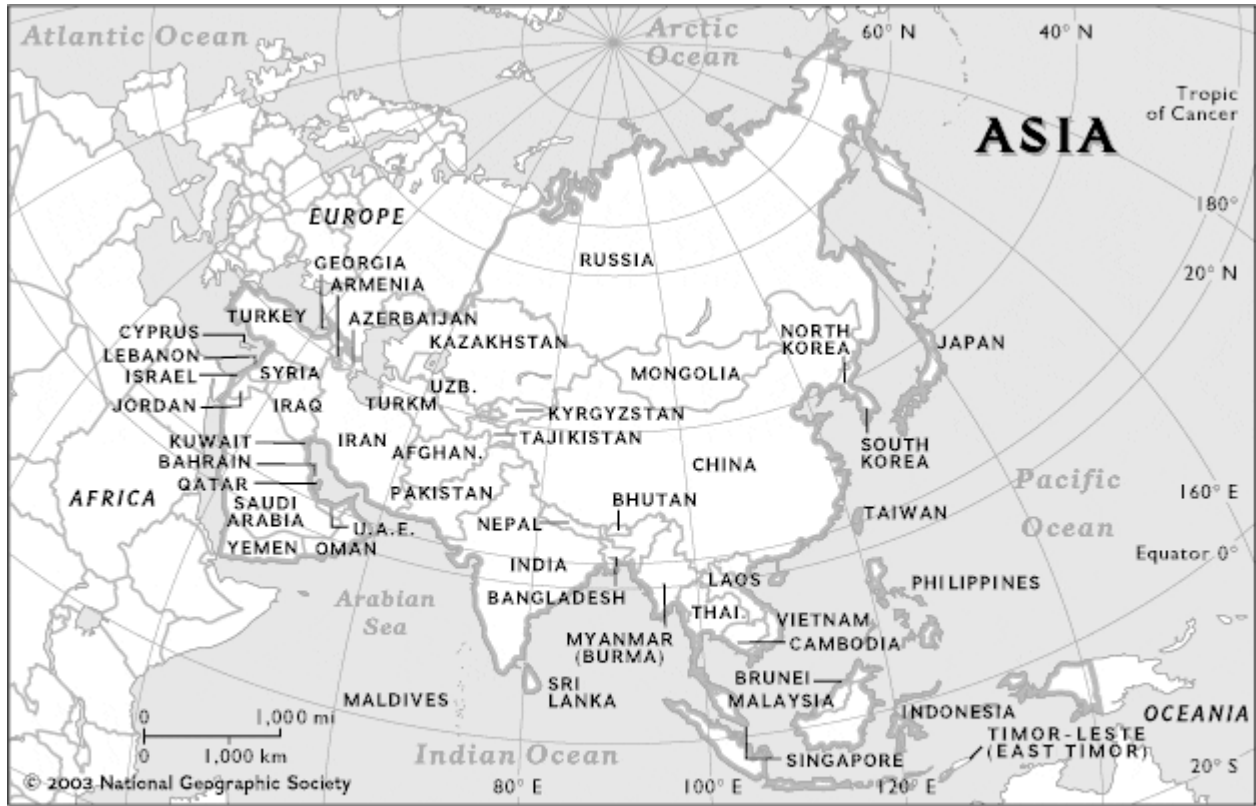 Atlantic Ocean
Arctic
Ocean
60° N
40° N
Tropic
of Cancer
ASIA
180°
EUROPE
GEORGIA
ARMENIA
RUSSIA
20° N
TURKEY
AZERBAIJAN
CYPRUS
KAZAKHSTAN
NORTH
KOREA
JAPAN
LEBANON
ISRAEL
SYRIA
UZB.
MONGOLIA
JORDAN
IRAQ
TURKM.
KYRGYZSTAN
KUWAIT
IRAN
TAJIKISTAN
SOUTH
KOREA
BAHRAIN
AFGHAN.
CHINA
QATAR
AFRICA
SAUDI
ARABIA
PAKISTAN
BHUTAN
Pacific
Ocean
160° E
TAIWAN
U.A.E.
NEPAL
YEMEN
OMAN
INDIA
Equator 0°
LAOS
PHILIPPINES
Arabian
Sea
BANGLADESH
THAI.
VIETNAM
MYANMAR
(BURMA)
CAMBODIA
BRUNEI
SRI
LANKA
MALDIVES
MALAYSIA
INDONESIA
OCEANIA
0 1,000 mi
0 1,000 km
Indian Ocean
TIMOR-LESTE
(EAST TIMOR)
SINGAPORE
20° S
© 2003 National Geographic Society
80° E
100° E
120° E